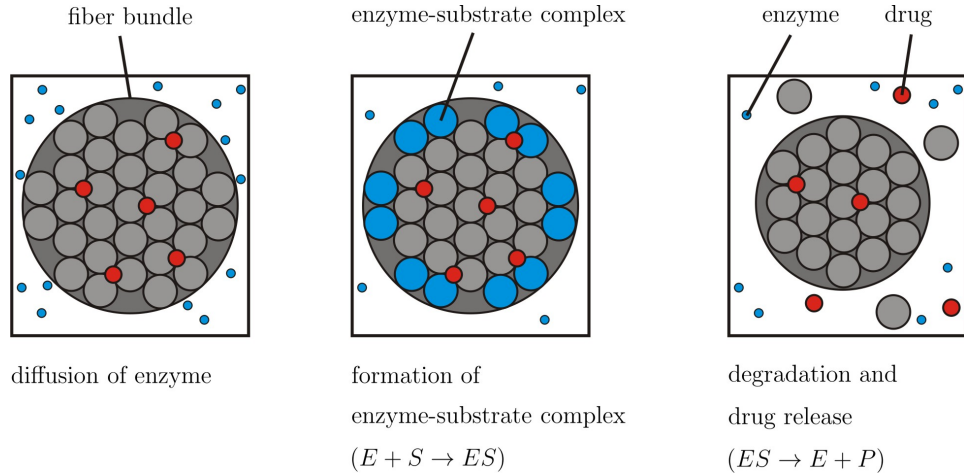 fiber bundle
enzyme-substrate complex
enzyme
drug
diffusion of enzyme
formation of
enzyme-substrate complex
(E + S → ES)
degradation and
drug release
(ES → E + P)